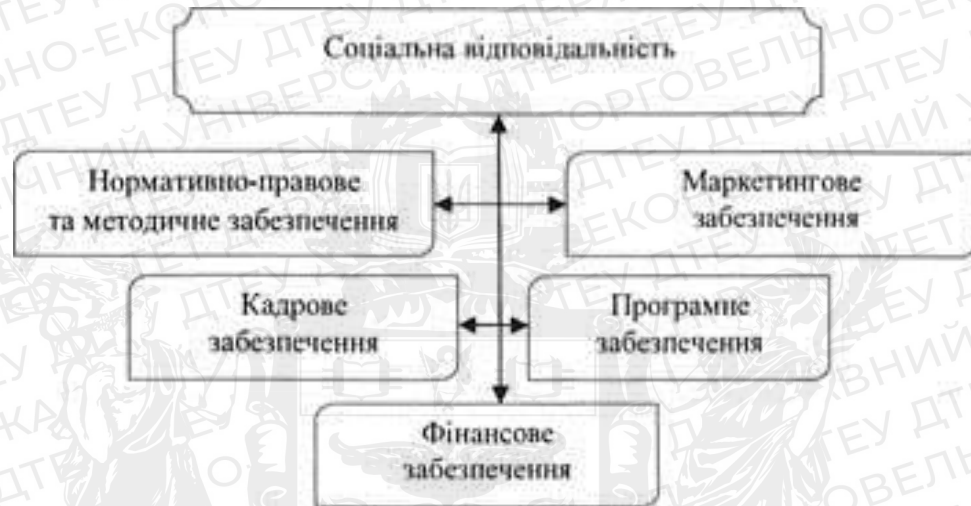 Соціальна відповідальність
Нормативно-правове
та методичне забезпечення
Маркетингове
забезпечення
Кадрове
забезпечення
Програмне
забезпечення
Фінансове
забезпечення